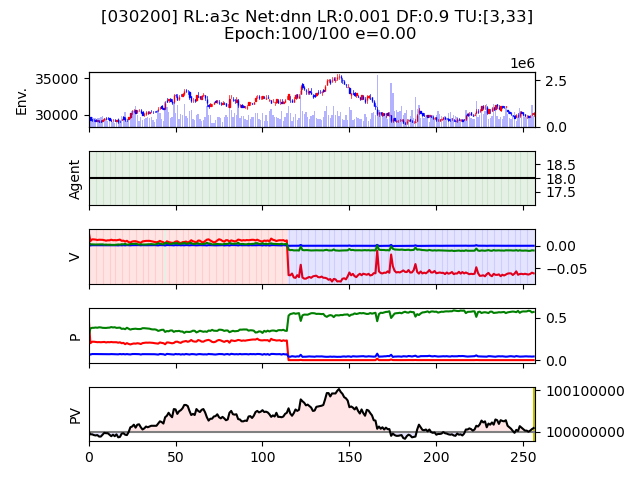 [030200] RL:a3c Net:dnn LR:0.001 DF:0.9 TU:[3,33]
Epoch:100/100 e=0.00
1e6
Env.
35000
30000
2.5
0.0
Agent
18.5
18.0
17.5
V
0.00
−0.05
P
0.5
0.0
PV
100100000
100000000
0 50 100 150 200 250